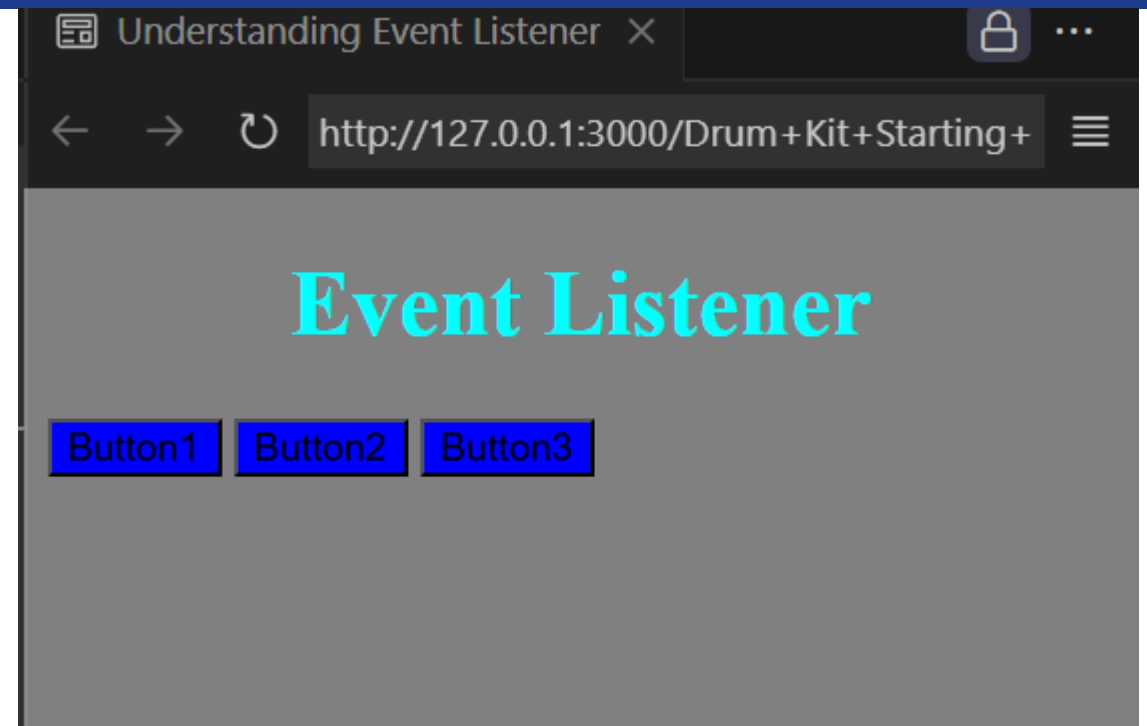 Understanding Event Listener
http://127.0.0.1:3000/Drum+Kit+Starting+
Event Listener
Button1 Button2 Button3